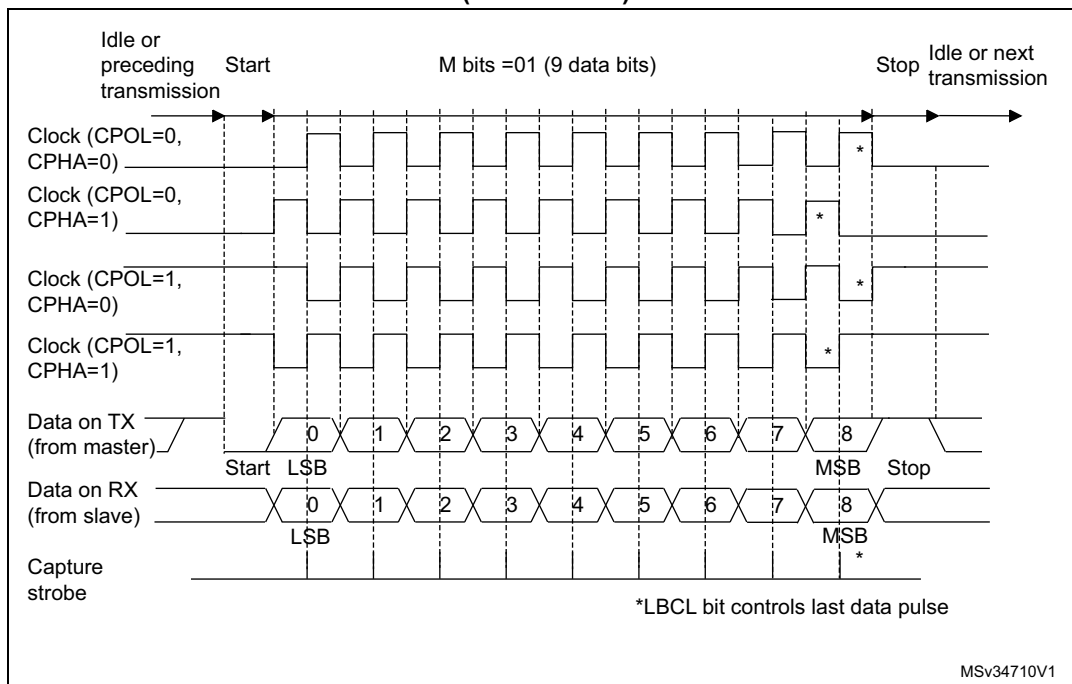 Idle or
preceding
transmission
Start
M bits =01 (9 data bits)
Stop
Idle or next
transmission
Clock (CPOL=0,
CPHA=0)
*
Clock (CPOL=0,
CPHA=1)
*
Clock (CPOL=1,
CPHA=0)
*
Clock (CPOL=1,
CPHA=1)
*
Data on TX
(from master)
0 1 2 3 4 5 6 7 8
Start LSB MSB Stop
Data on RX
(from slave)
0 1 2 3 4 5 6 7 8
LSB MSB
Capture
strobe
*
*LBCL bit controls last data pulse
MSv34710V1